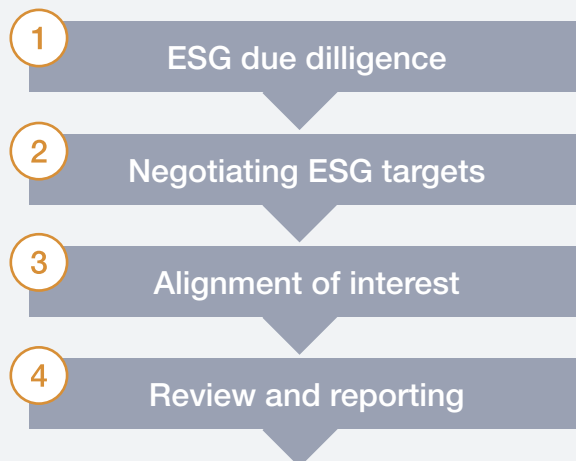 1
ESG due dilligence
2
Negotiating ESG targets
3
Alignment of interest
4
Review and reporting